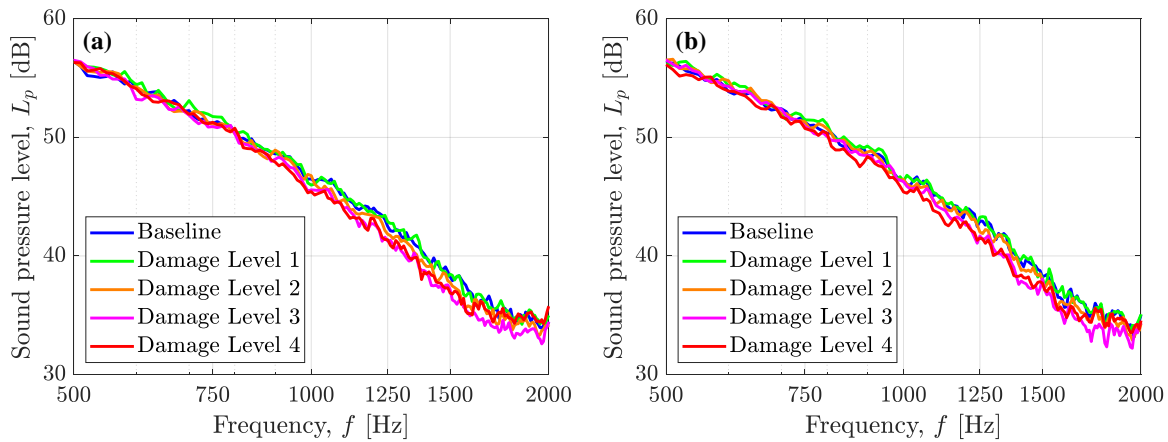 (a)
Sound pressure level, Lₚ [dB]
60
50
40
30
Baseline
Damage Level 1
Damage Level 2
Damage Level 3
Damage Level 4
500 750 1000 1250 1500 2000
Frequency, f [Hz]
(b)
Sound pressure level, Lₚ [dB]
60
50
40
30
Baseline
Damage Level 1
Damage Level 2
Damage Level 3
Damage Level 4
500 750 1000 1250 1500 2000
Frequency, f [Hz]